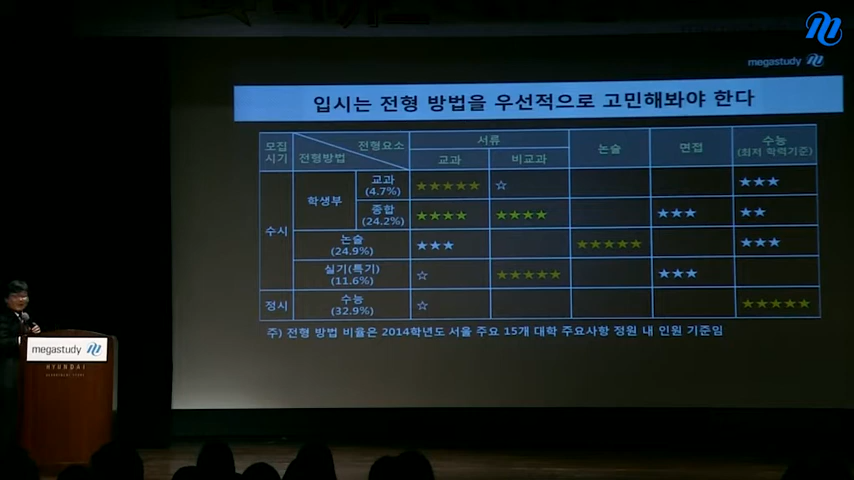 megastudy
입시는 전형 방법을 우선적으로 고민해봐야 한다
모집 시기 전형요소 전형방법 서류 논술 면접 수능 (최저 학력기준)
교과 비교과
수시 학생부 교과 (4.7%) ★★★★★ ☆ ★★★
종합 (24.2%) ★★★★ ★★★★ ★★★ ★★
논술 (24.9%) ★★★ ★★★★★ ★★★
실기(특기) (11.6%) ☆ ★★★★★ ★★★
정시 수능 (32.9%) ☆ ★★★★★
주) 전형 방법 비율은 2014학년도 서울 주요 15개 대학 주요사항 정원 내 인원 기준임
megastudy
HYUNDAI
DEPARTMENT STORE